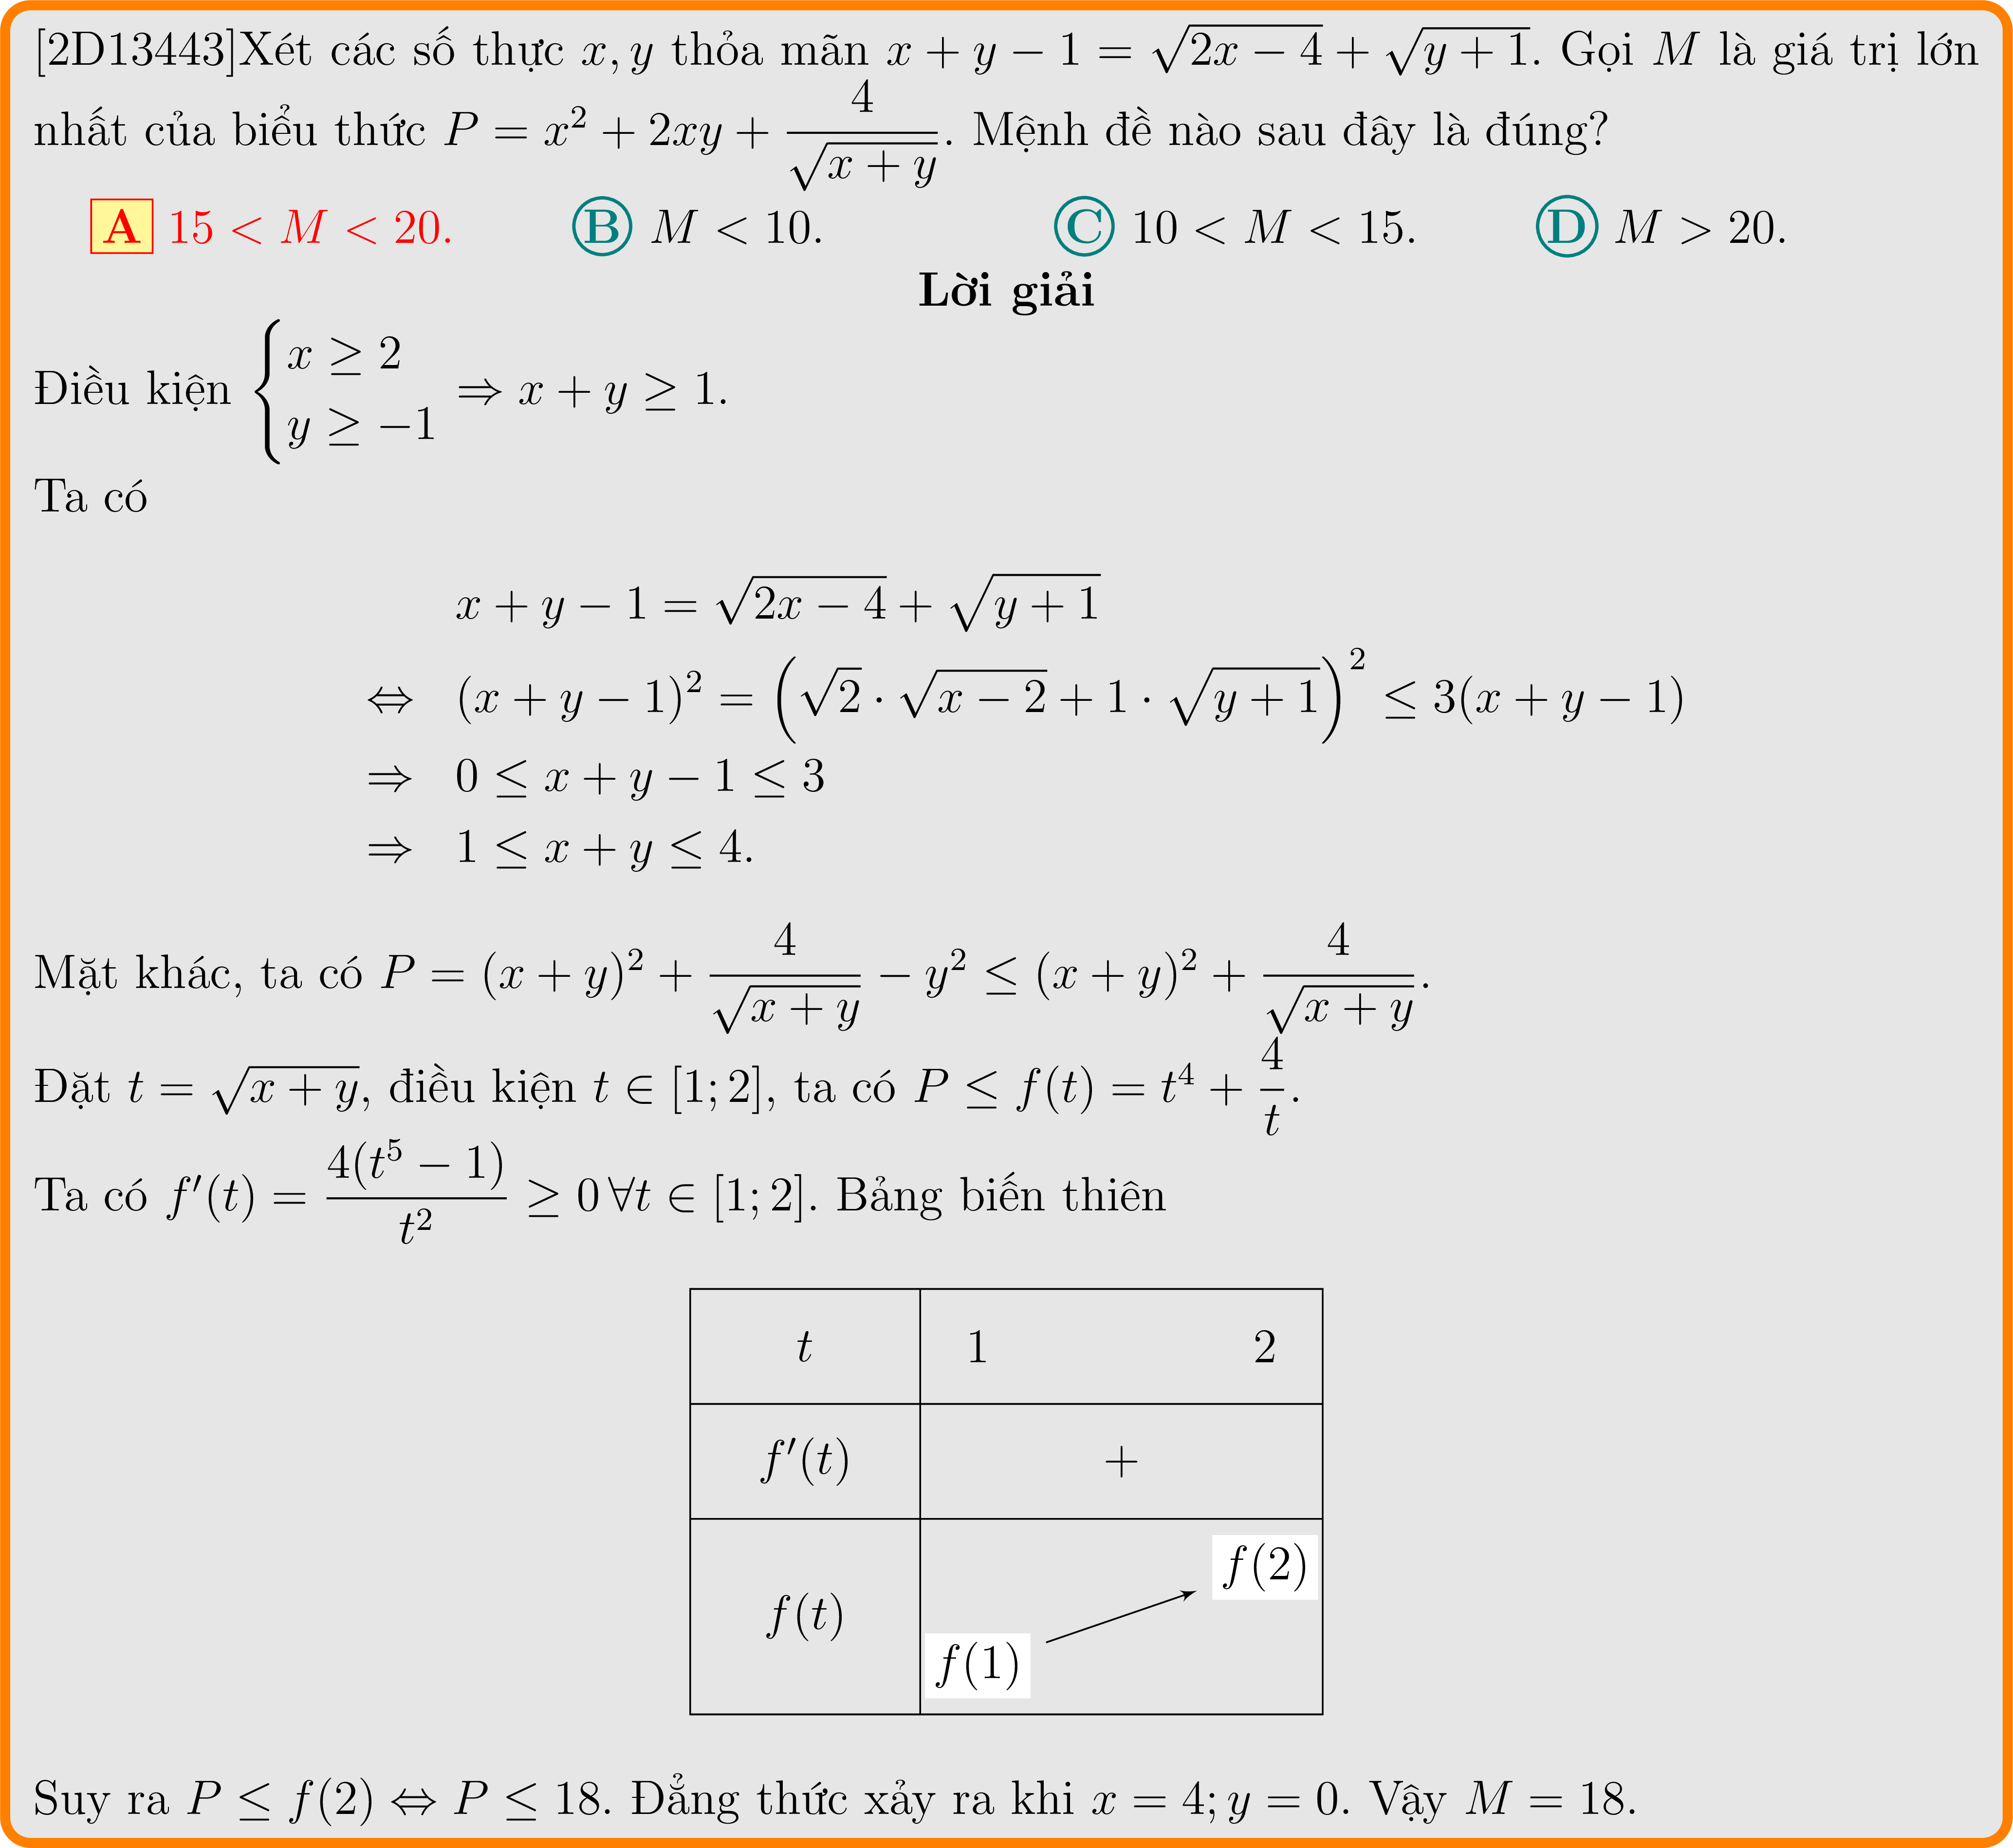 [2D13443]Xét các số thực $x, y$ thỏa mãn $x + y - 1 = \sqrt{2x - 4} + \sqrt{y + 1}$. Gọi $M$ là giá trị lớn
nhất của biểu thức $P = x^2 + 2xy + \dfrac{4}{\sqrt{x + y}}$. Mệnh đề nào sau đây là đúng?
A $15 < M < 20$. B $M < 10$. C $10 < M < 15$. D $M > 20$.
Lời giải
Điều kiện $\begin{cases} x \geq 2 \\ y \geq -1 \end{cases} \Rightarrow x + y \geq 1$.
Ta có
$x + y - 1 = \sqrt{2x - 4} + \sqrt{y + 1}$
$\Leftrightarrow (x + y - 1)^2 = \left(\sqrt{2} \cdot \sqrt{x - 2} + 1 \cdot \sqrt{y + 1}\right)^2 \leq 3(x + y - 1)$
$\Rightarrow 0 \leq x + y - 1 \leq 3$
$\Rightarrow 1 \leq x + y \leq 4.$
Mặt khác, ta có $P = (x + y)^2 + \dfrac{4}{\sqrt{x + y}} - y^2 \leq (x + y)^2 + \dfrac{4}{\sqrt{x + y}}$.
Đặt $t = \sqrt{x + y}$, điều kiện $t \in [1; 2]$, ta có $P \leq f(t) = t^4 + \dfrac{4}{t}$.
Ta có $f'(t) = \dfrac{4(t^5 - 1)}{t^2} \geq 0 \, \forall t \in [1; 2]$. Bảng biến thiên
$t$ 1 2
$f'(t)$ +
$f(t)$ $f(1)$ $f(2)$
Suy ra $P \leq f(2) \Leftrightarrow P \leq 18$. Đẳng thức xảy ra khi $x = 4; y = 0$. Vậy $M = 18$.